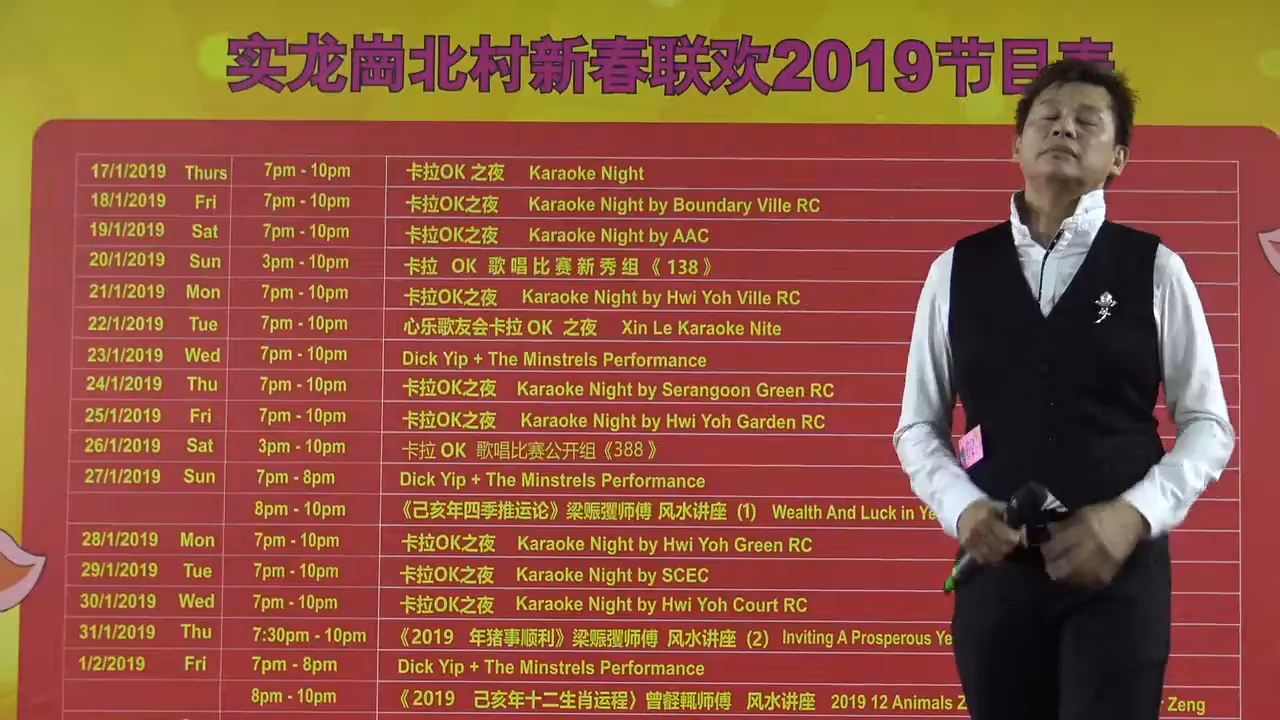 实龙崗北村新春联欢2019节目表
17/1/2019 Thurs 7pm - 10pm 卡拉OK 之夜 Karaoke Night
18/1/2019 Fri 7pm - 10pm 卡拉OK之夜 Karaoke Night by Boundary Ville RC
19/1/2019 Sat 7pm - 10pm 卡拉OK之夜 Karaoke Night by AAC
20/1/2019 Sun 3pm - 10pm 卡拉 OK 歌唱比赛新秀组《138》
21/1/2019 Mon 7pm - 10pm 卡拉OK之夜 Karaoke Night by Hwi Yoh Ville RC
22/1/2019 Tue 7pm - 10pm 心乐歌友会卡拉 OK 之夜 Xin Le Karaoke Nite
23/1/2019 Wed 7pm - 10pm Dick Yip + The Minstrels Performance
24/1/2019 Thu 7pm - 10pm 卡拉OK之夜 Karaoke Night by Serangoon Green RC
25/1/2019 Fri 7pm - 10pm 卡拉OK之夜 Karaoke Night by Hwi Yoh Garden RC
26/1/2019 Sat 3pm - 10pm 卡拉 OK 歌唱比赛公开组《388》
27/1/2019 Sun 7pm - 8pm Dick Yip + The Minstrels Performance
8pm - 10pm 《己亥年四季推运论》梁赈彏师傅 风水讲座 (1) Wealth And Luck in
28/1/2019 Mon 7pm - 10pm 卡拉OK之夜 Karaoke Night by Hwi Yoh Green RC
29/1/2019 Tue 7pm - 10pm 卡拉OK之夜 Karaoke Night by SCEC
30/1/2019 Wed 7pm - 10pm 卡拉OK之夜 Karaoke Night by Hwi Yoh Court RC
31/1/2019 Thu 7:30pm - 10pm 《2019 年猪事顺利》梁赈彏师傅 风水讲座 (2) Inviting A Prosperous
1/2/2019 Fri 7pm - 8pm Dick Yip + The Minstrels Performance
8pm - 10pm 《2019 己亥年十二生肖运程》曾 师傅 风水讲座 2019 12 Animals Zeng